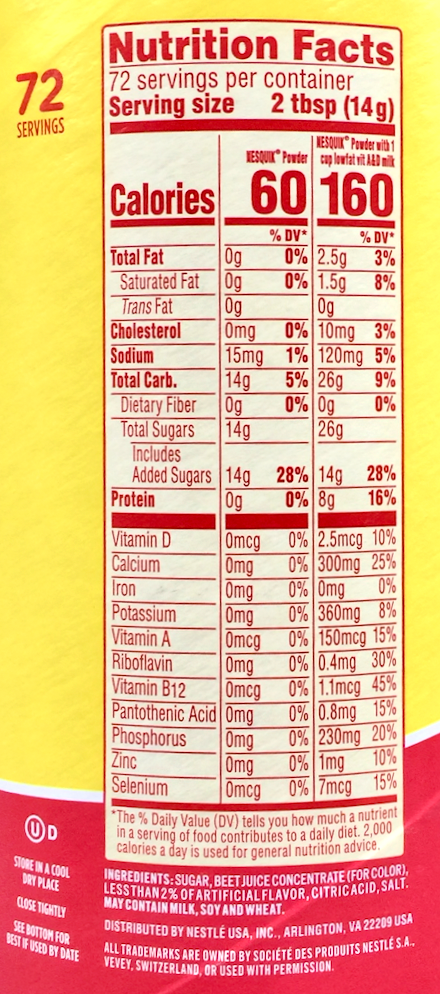 72
SERVINGS
Nutrition Facts
72 servings per container
Serving size 2 tbsp (14g)
NESQUIK® Powder
NESQUIK® Powder with 1
cup lowfat vit A&D milk
Calories 60 160
% DV* % DV*
Total Fat 0g 0% 2.5g 3%
Saturated Fat 0g 0% 1.5g 8%
Trans Fat 0g 0g
Cholesterol 0mg 0% 10mg 3%
Sodium 15mg 1% 120mg 5%
Total Carb. 14g 5% 26g 9%
Dietary Fiber 0g 0% 0g 0%
Total Sugars 14g 26g
Includes
Added Sugars 14g 28% 14g 28%
Protein 0g 0% 8g 16%
Vitamin D 0mcg 0% 2.5mcg 10%
Calcium 0mg 0% 300mg 25%
Iron 0mg 0% 0mg 0%
Potassium 0mg 0% 360mg 8%
Vitamin A 0mcg 0% 150mcg 15%
Riboflavin 0mg 0% 0.4mg 30%
Vitamin B12 0mcg 0% 1.1mcg 45%
Pantothenic Acid 0mg 0% 0.8mg 15%
Phosphorus 0mg 0% 230mg 20%
Zinc 0mg 0% 1mg 10%
Selenium 0mcg 0% 7mcg 15%
*The % Daily Value (DV) tells you how much a nutrient
in a serving of food contributes to a daily diet. 2,000
calories a day is used for general nutrition advice.
U D
STORE IN A COOL
DRY PLACE
CLOSE TIGHTLY
SEE BOTTOM FOR
BEST IF USED BY DATE
INGREDIENTS: SUGAR, BEET JUICE CONCENTRATE (FOR COLOR),
LESS THAN 2% OF ARTIFICIAL FLAVOR, CITRIC ACID, SALT.
MAY CONTAIN MILK, SOY AND WHEAT.
DISTRIBUTED BY NESTLÉ USA, INC., ARLINGTON, VA 22209 USA
ALL TRADEMARKS ARE OWNED BY SOCIÉTÉ DES PRODUITS NESTLÉ S.A.,
VEVEY, SWITZERLAND, OR USED WITH PERMISSION.